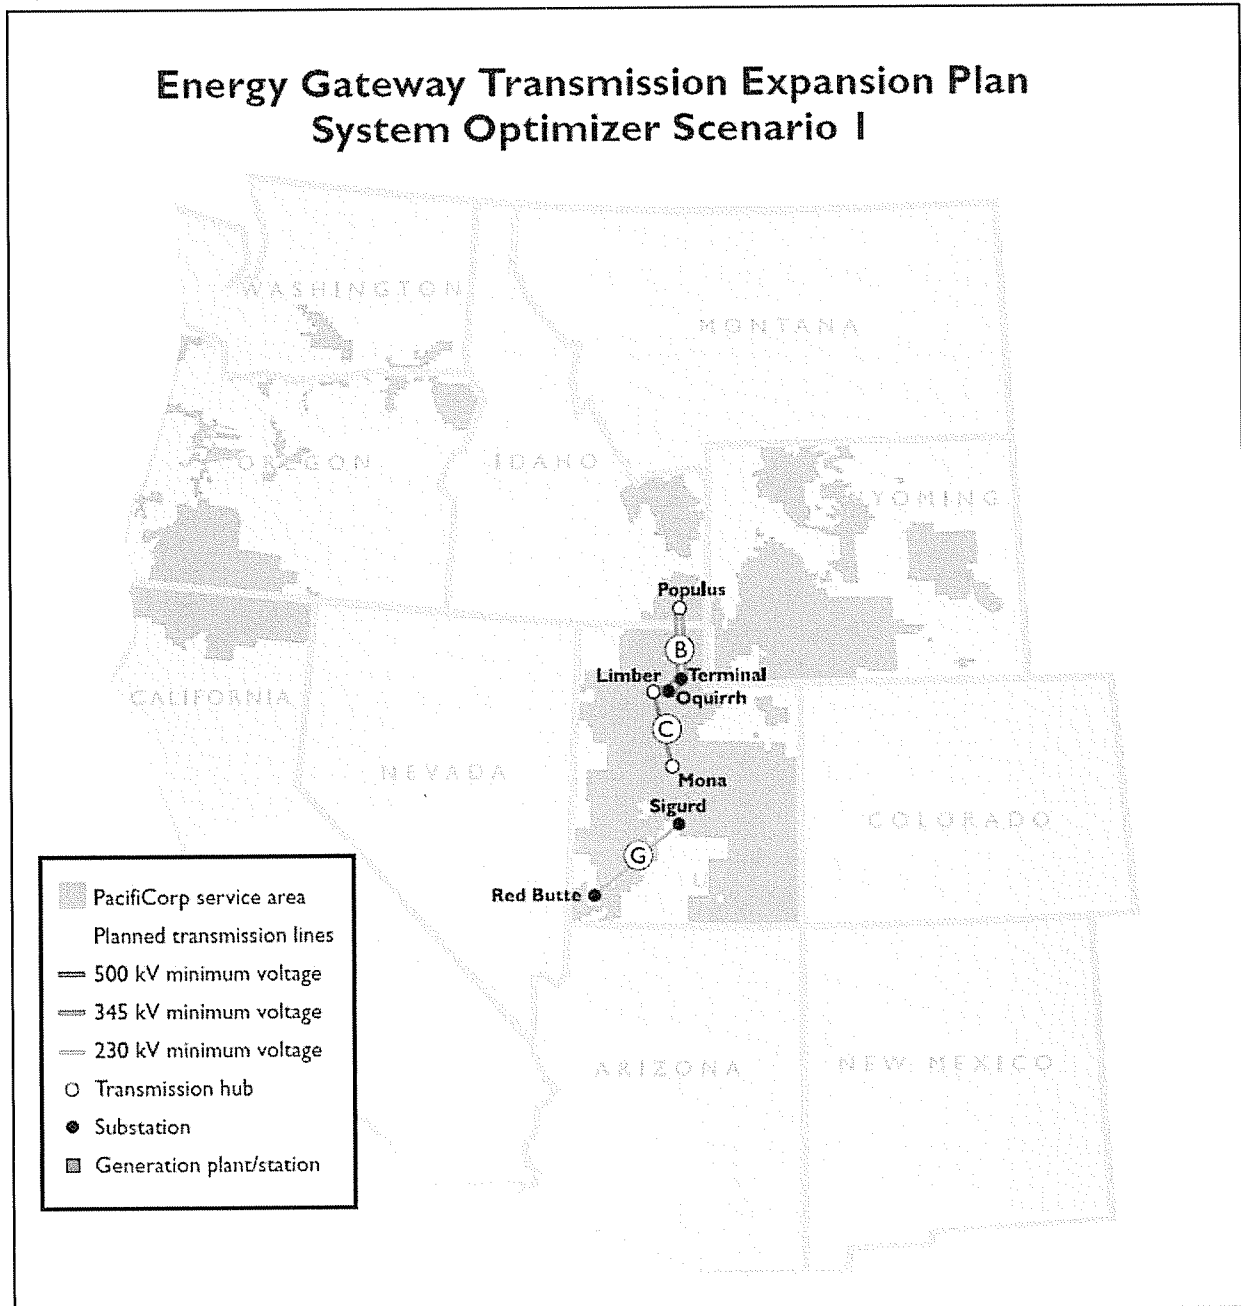 Energy Gateway Transmission Expansion Plan
System Optimizer Scenario 1
WASHINGTON
MONTANA
OREGON
IDAHO
WYOMING
Populus
B
Limber
Terminal
Oquirrh
CALIFORNIA
C
NEVADA
Mona
Sigurd
COLORADO
G
Red Butte
ARIZONA
NEW MEXICO
PacifiCorp service area
Planned transmission lines
500 kV minimum voltage
345 kV minimum voltage
230 kV minimum voltage
Transmission hub
Substation
Generation plant/station